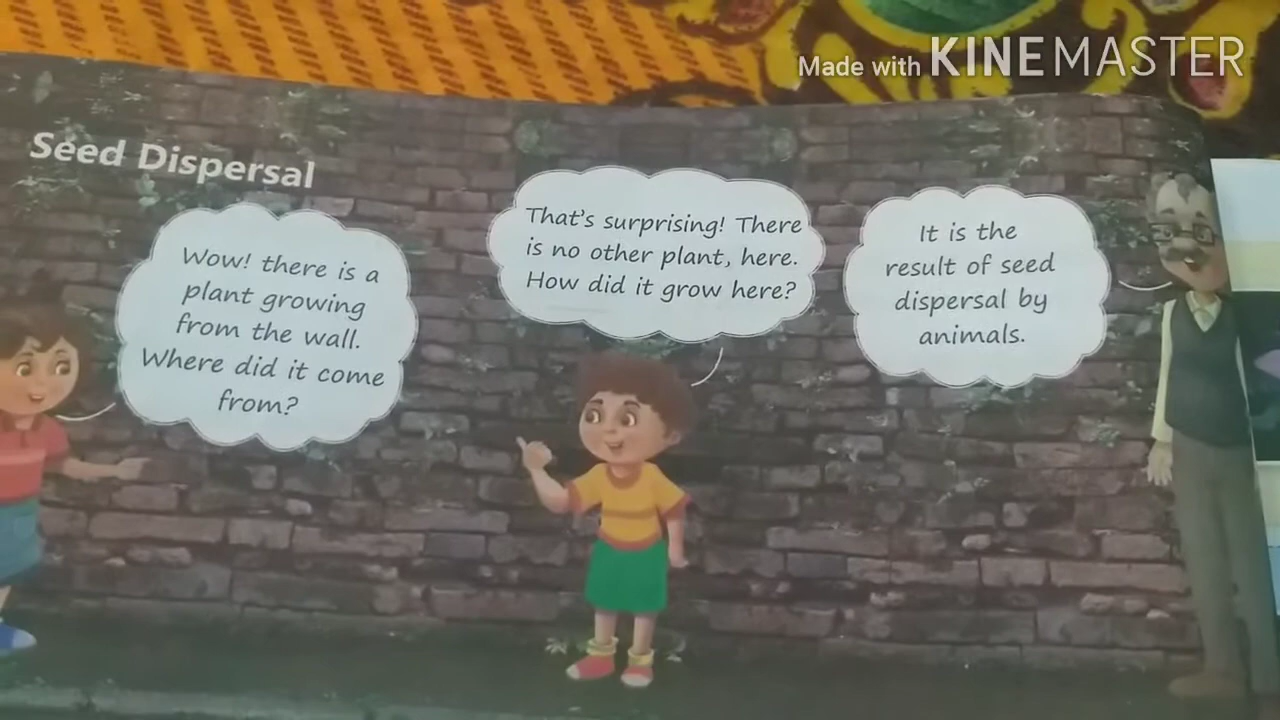 Made with KINEMASTER
Seed Dispersal
Wow! there is a
plant growing
from the wall.
Where did it come
from?
That's surprising! There
is no other plant, here.
How did it grow here?
It is the
result of seed
dispersal by
animals.